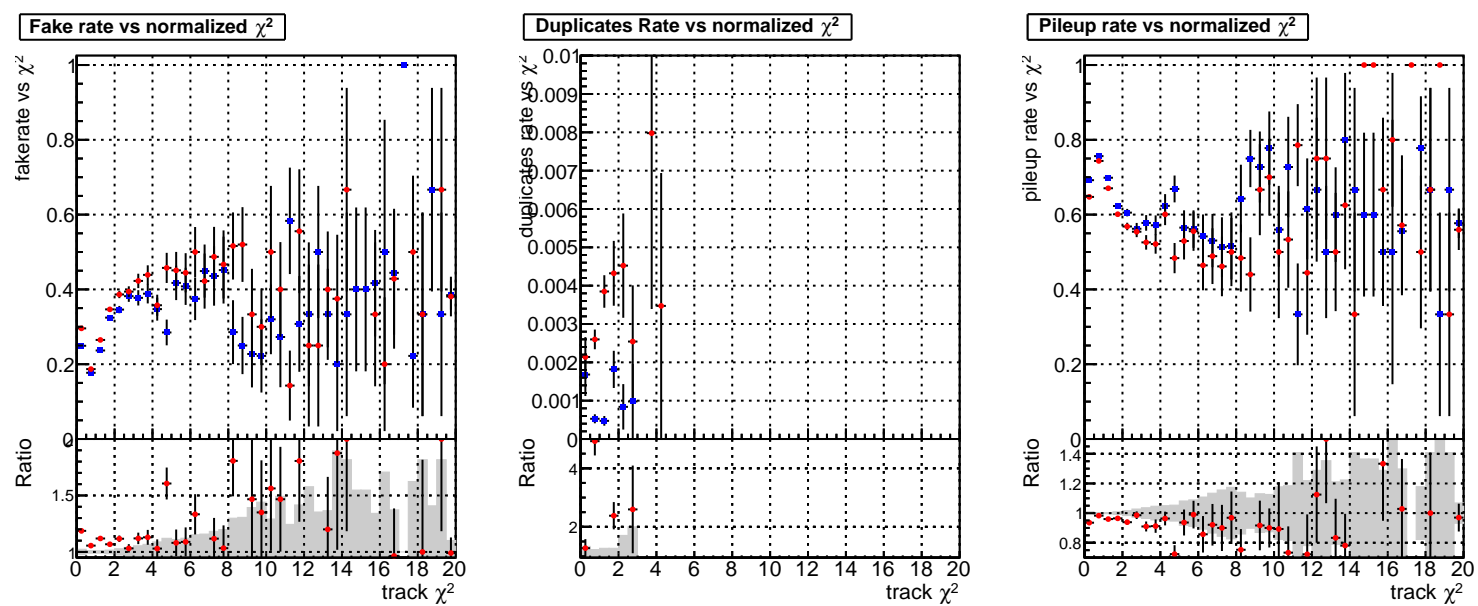 Fake rate vs normalized χ²
fakerate vs χ²
1
0.8
0.6
0.4
0.2
0
Ratio
2
1.5
1
0 2 4 6 8 10 12 14 16 18 20
track χ²
Duplicates Rate vs normalized χ²
duplicates rate vs χ²
0.01
0.009
0.008
0.007
0.006
0.005
0.004
0.003
0.002
0.001
0
Ratio
4
2
0 2 4 6 8 10 12 14 16 18 20
track χ²
Pileup rate vs normalized χ²
pileup rate vs χ²
1
0.8
0.6
0.4
0.2
0
Ratio
1.4
1.2
1.0
0.8
0 2 4 6 8 10 12 14 16 18 20
track χ²